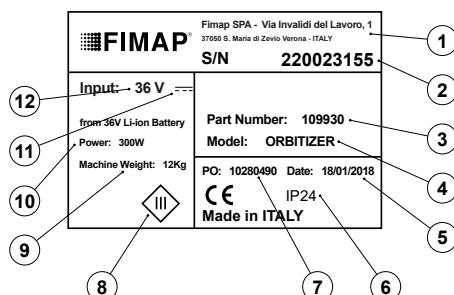 FIMAP®
Fimap SPA - Via Invalidi del Lavoro, 1
37050 S. Maria di Zevio Verona - ITALY
S/N 220023155
Input: 36 V
from 36V Li-ion Battery
Power: 300W
Machine Weight: 12Kg
III
Part Number: 109930
Model: ORBITIZER
PO: 10280490 Date: 18/01/2018
CE IP24
Made in ITALY
1
2
3
4
5
6
7
8
9
10
11
12